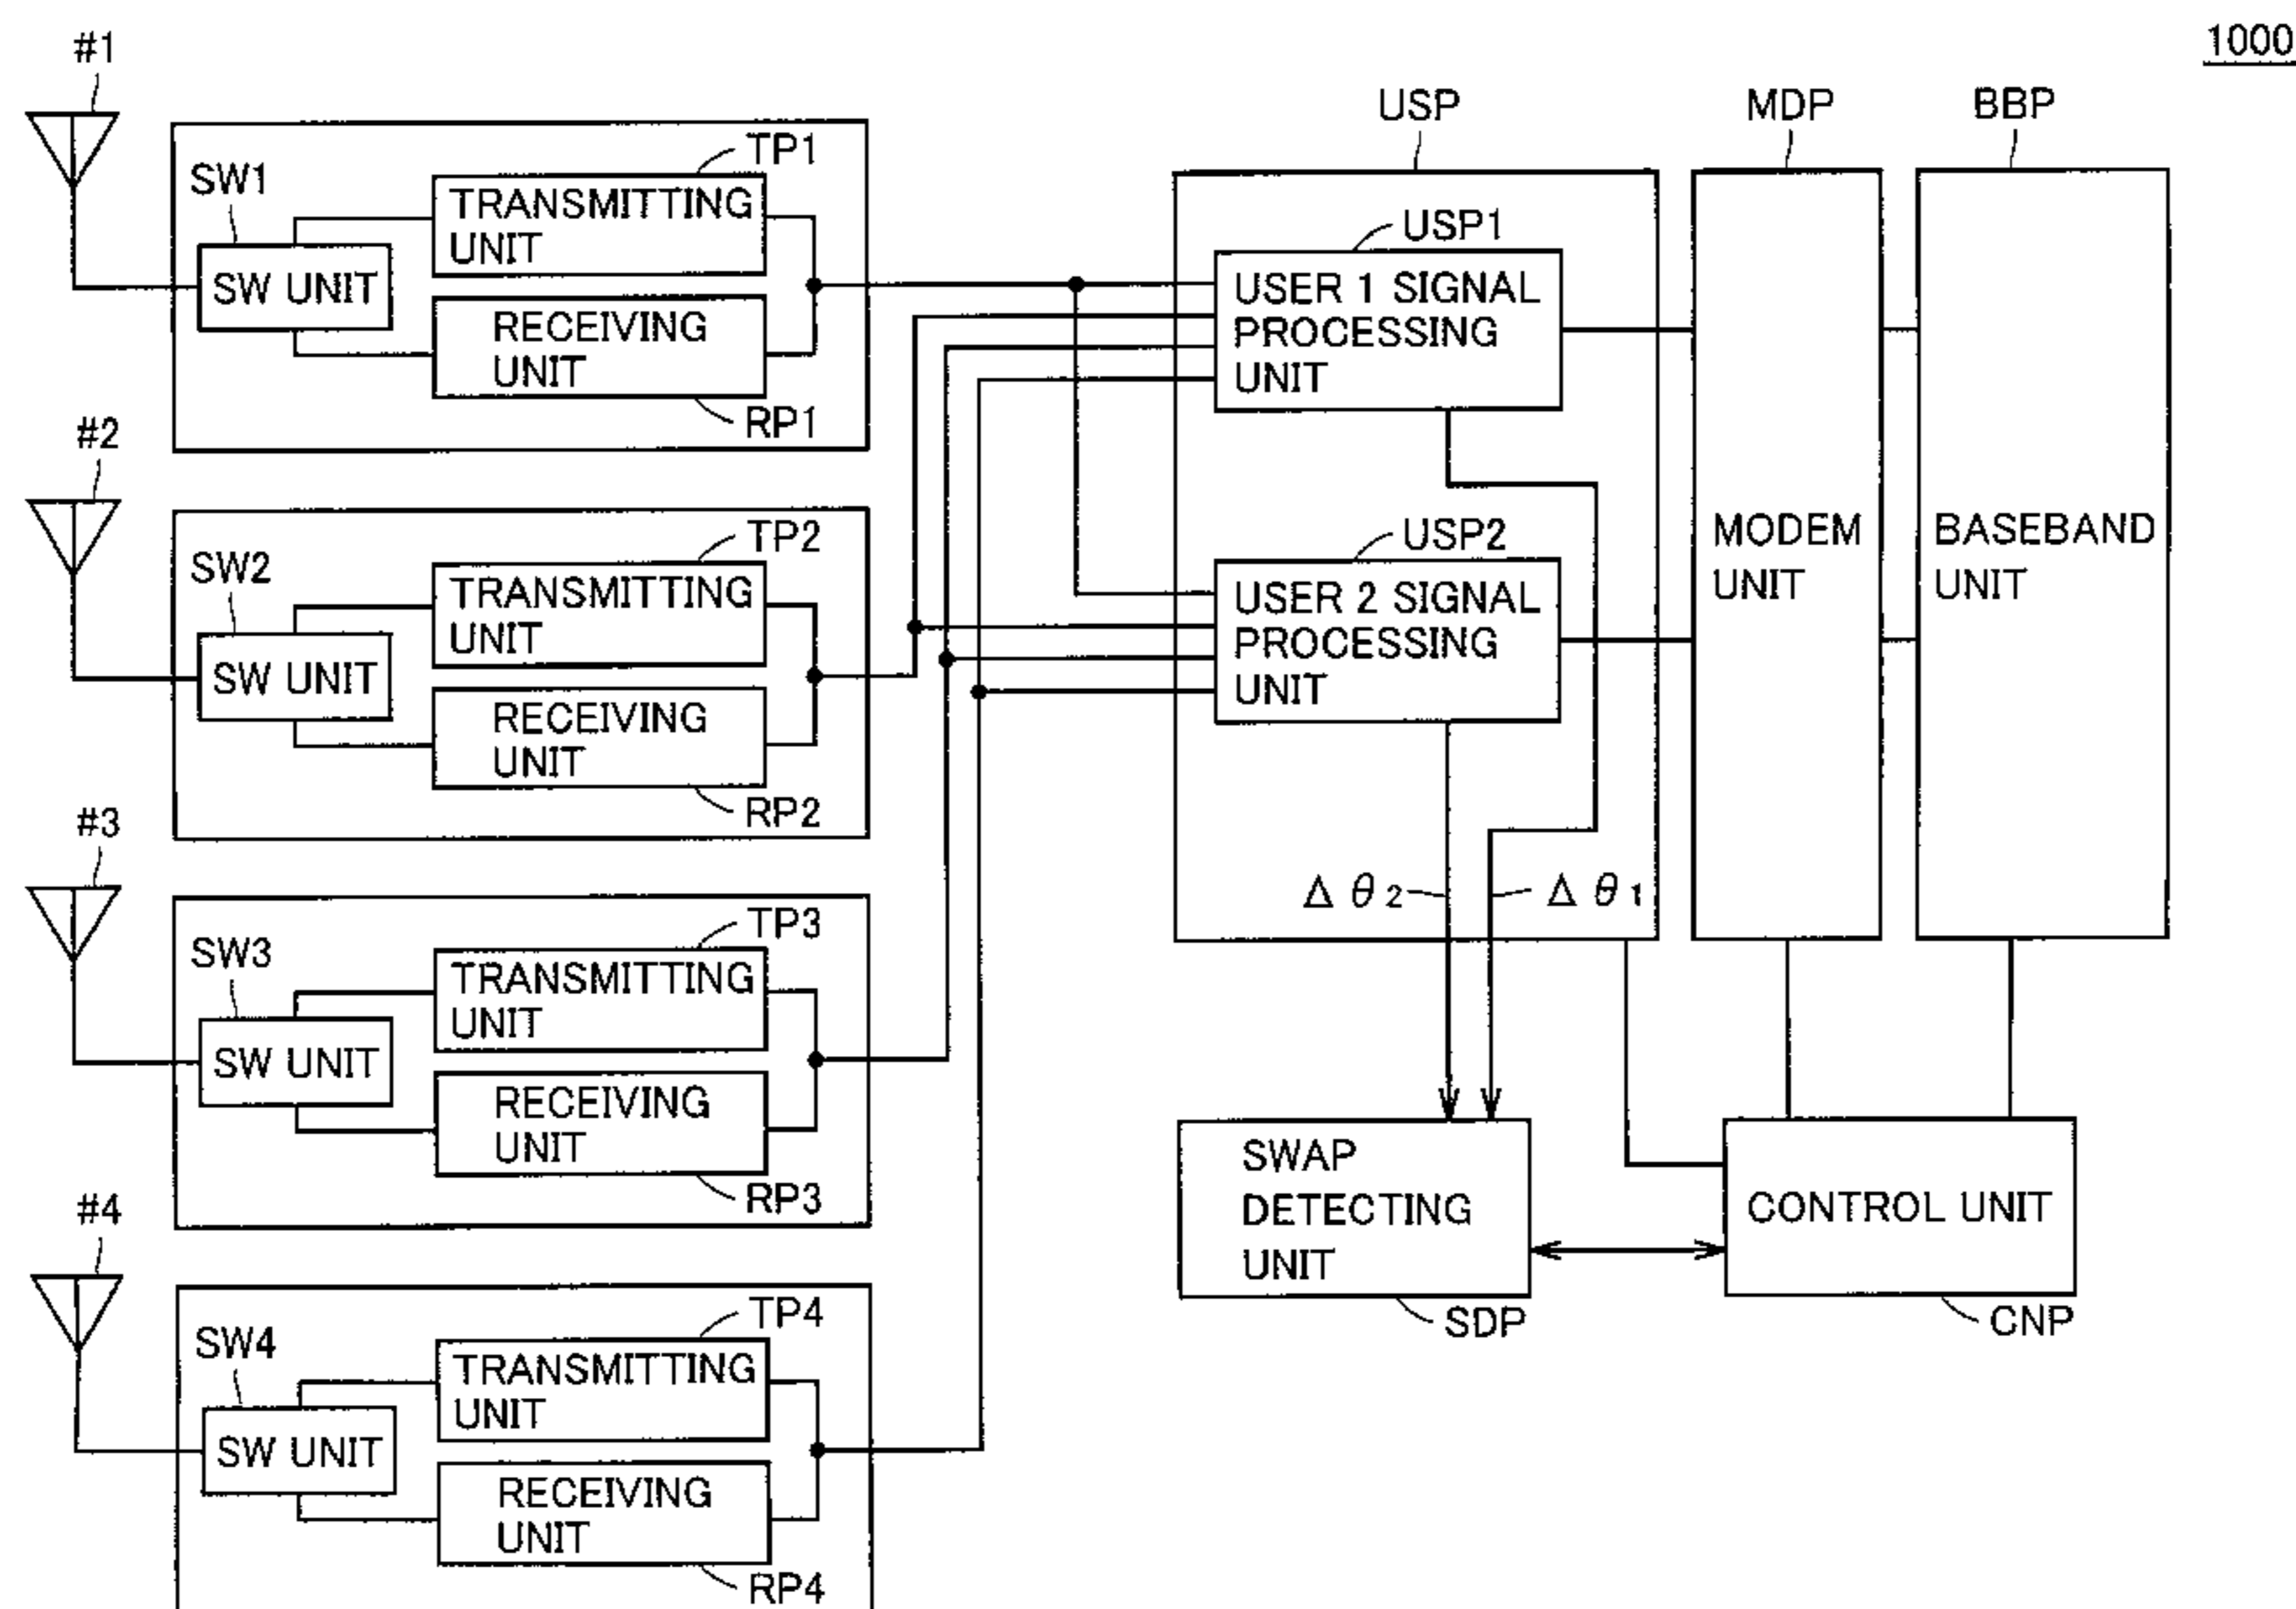 1000
#1
SW1
SW UNIT
TP1
TRANSMITTING
UNIT
RECEIVING
UNIT
RP1
#2
SW2
SW UNIT
TP2
TRANSMITTING
UNIT
RECEIVING
UNIT
RP2
#3
SW3
SW UNIT
TP3
TRANSMITTING
UNIT
RECEIVING
UNIT
RP3
#4
SW4
SW UNIT
TP4
TRANSMITTING
UNIT
RECEIVING
UNIT
RP4
USP
USP1
USER 1 SIGNAL
PROCESSING
UNIT
USP2
USER 2 SIGNAL
PROCESSING
UNIT
Δθ2
Δθ1
MDP
MODEM
UNIT
BBP
BASEBAND
UNIT
SWAP
DETECTING
UNIT
SDP
CONTROL UNIT
CNP